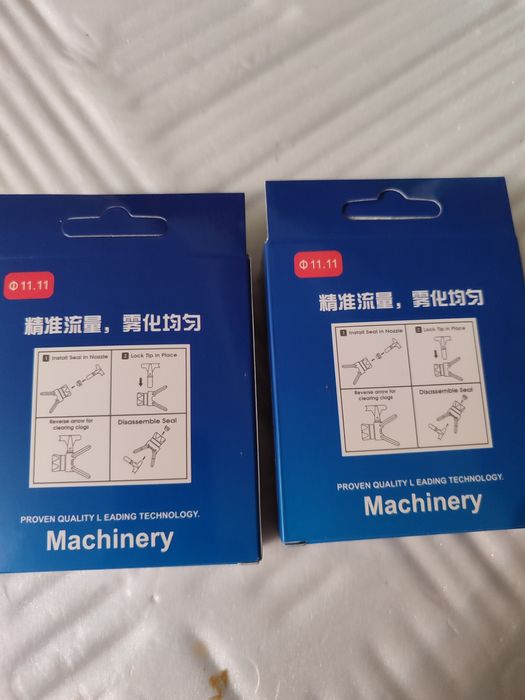 Φ11.11
精准流量，雾化均匀
1 Install Seal in Nozzle
2 Lock Tip in Place
Reverse arrow for
clearing clogs
Disassemble Seal
PROVEN QUALITY L EADING TECHNOLOGY.
Machinery
Φ11.11
精准流量，雾化均匀
1 Install Seal in Nozzle
2 Lock Tip in Place
Reverse arrow for
clearing clogs
Disassemble Seal
PROVEN QUALITY L EADING TECHNOLOGY.
Machinery